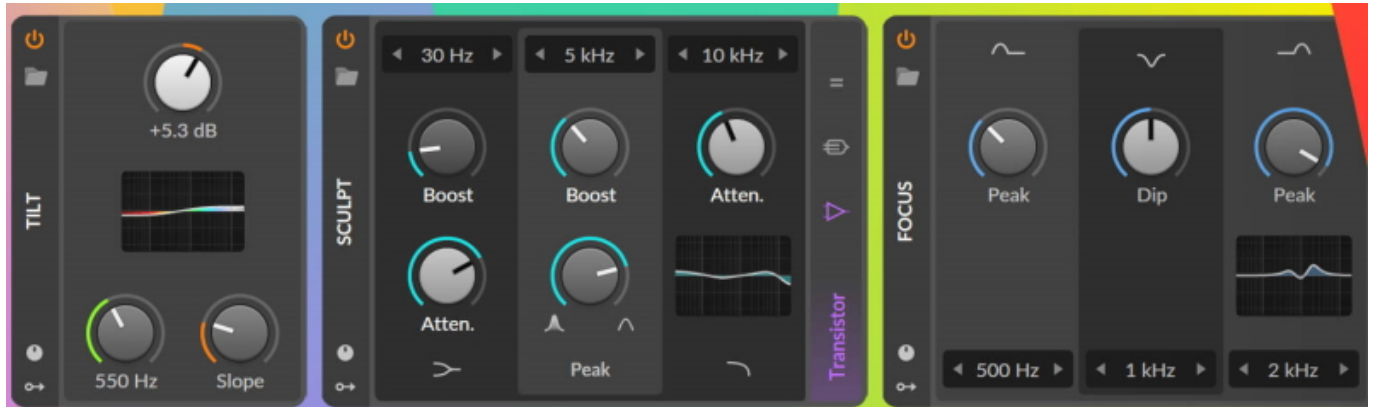 TILT
+5.3 dB
550 Hz
Slope
SCULPT
30 Hz
5 kHz
10 kHz
Boost
Boost
Atten.
Atten.
Peak
Transistor
FOCUS
Peak
Dip
Peak
500 Hz
1 kHz
2 kHz